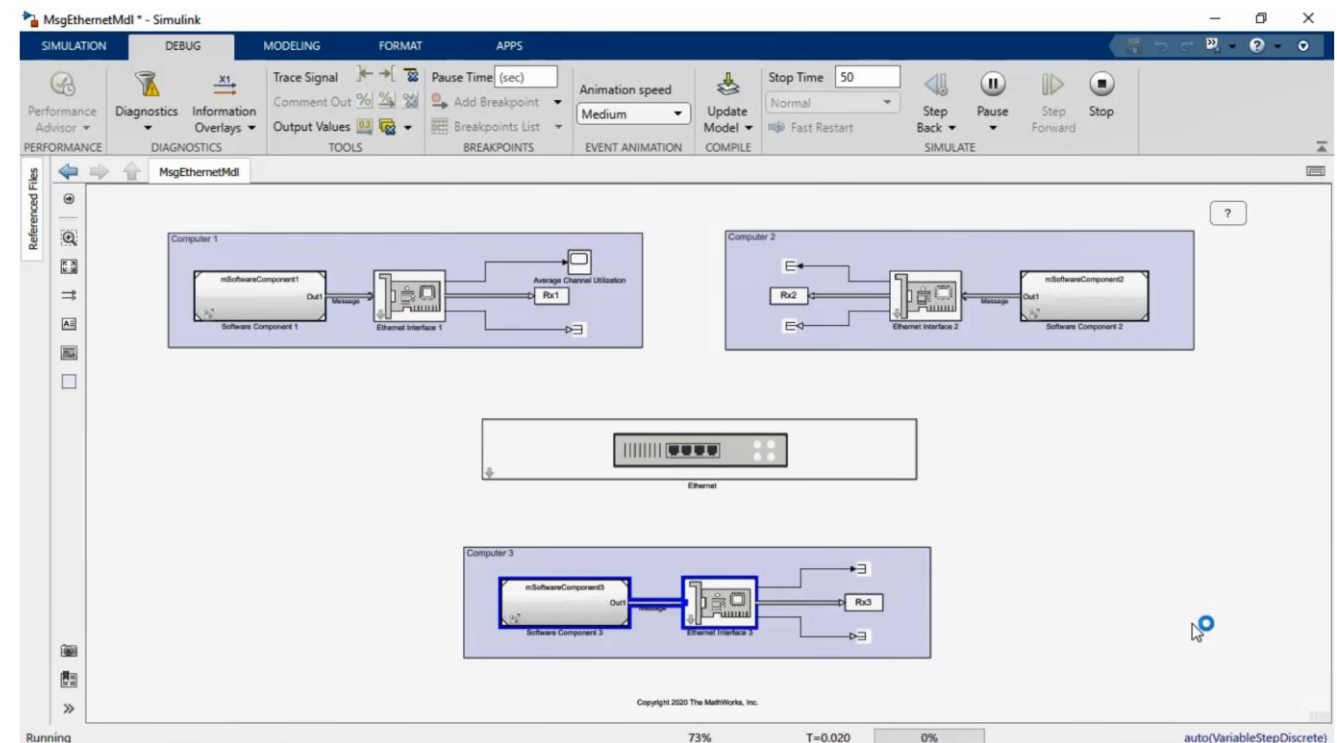 MsgEthernetMdl * - Simulink
SIMULATION DEBUG MODELING FORMAT APPS
Performance Advisor
PERFORMANCE
Diagnostics
Information Overlays
DIAGNOSTICS
Trace Signal
Comment Out
Output Values
TOOLS
Pause Time (sec)
Add Breakpoint
Breakpoints List
BREAKPOINTS
Animation speed
Medium
EVENT ANIMATION
Update Model
COMPILE
Stop Time 50
Normal
Fast Restart
Step Back
Pause
Step Forward
Stop
SIMULATE
Referenced Files
MsgEthernetMdl
?
Computer 1
mSoftwareComponent1
Out1
Message
Software Component 1
Ethernet Interface 1
Average Channel Utilization
Rx1
Computer 2
Rx2
Ethernet Interface 2
Message
mSoftwareComponent2
Out1
Software Component 2
Ethernet
Computer 3
mSoftwareComponent3
Out1
Message
Software Component 3
Ethernet Interface 3
Rx3
Copyright 2020 The MathWorks, Inc.
Running 73% T=0.020 0% auto(VariableStepDiscrete)